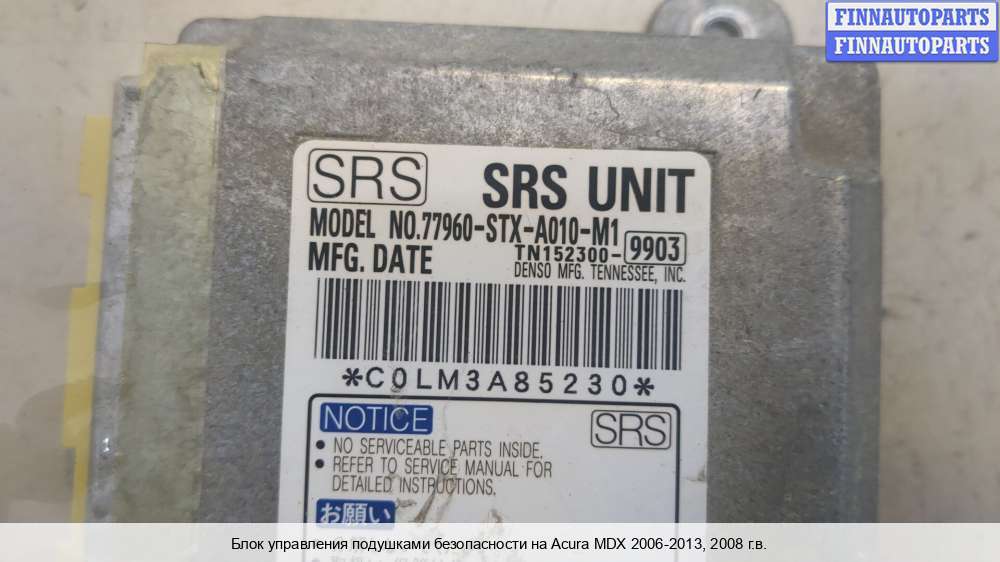 FINNAUTOPARTS
FINNAUTOPARTS
SRS SRS UNIT
MODEL NO.77960-STX-A010-M1
MFG. DATE TN152300-9903
DENSO MFG. TENNESSEE, INC.
*C0LM3A85230*
NOTICE SRS
• NO SERVICEABLE PARTS INSIDE.
• REFER TO SERVICE MANUAL FOR
DETAILED INSTRUCTIONS.
お願い
Блок управления подушками безопасности на Acura MDX 2006-2013, 2008 г.в.